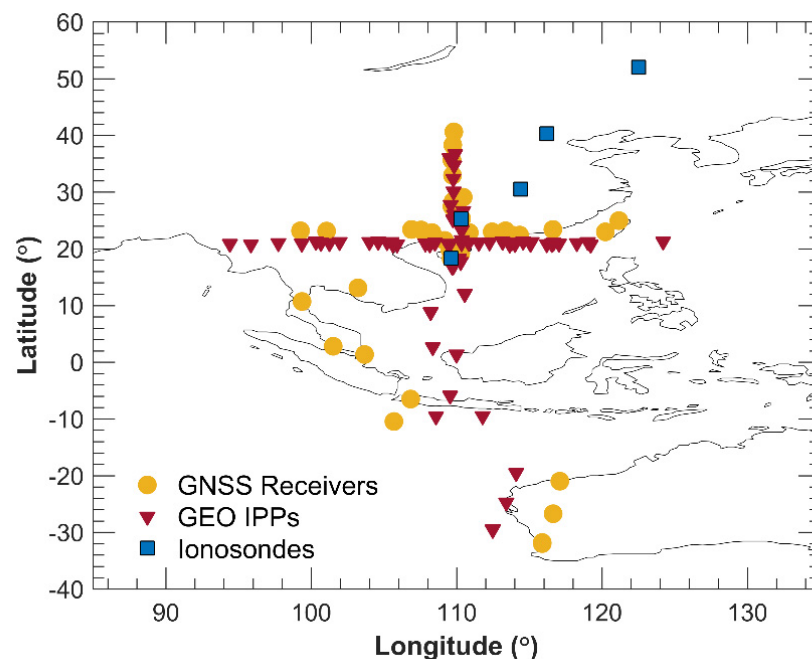 60
50
40
30
20
10
0
-10
-20
-30
-40
Latitude (°)
GNSS Receivers
GEO IPPs
Ionosondes
90 100 110 120 130
Longitude (°)